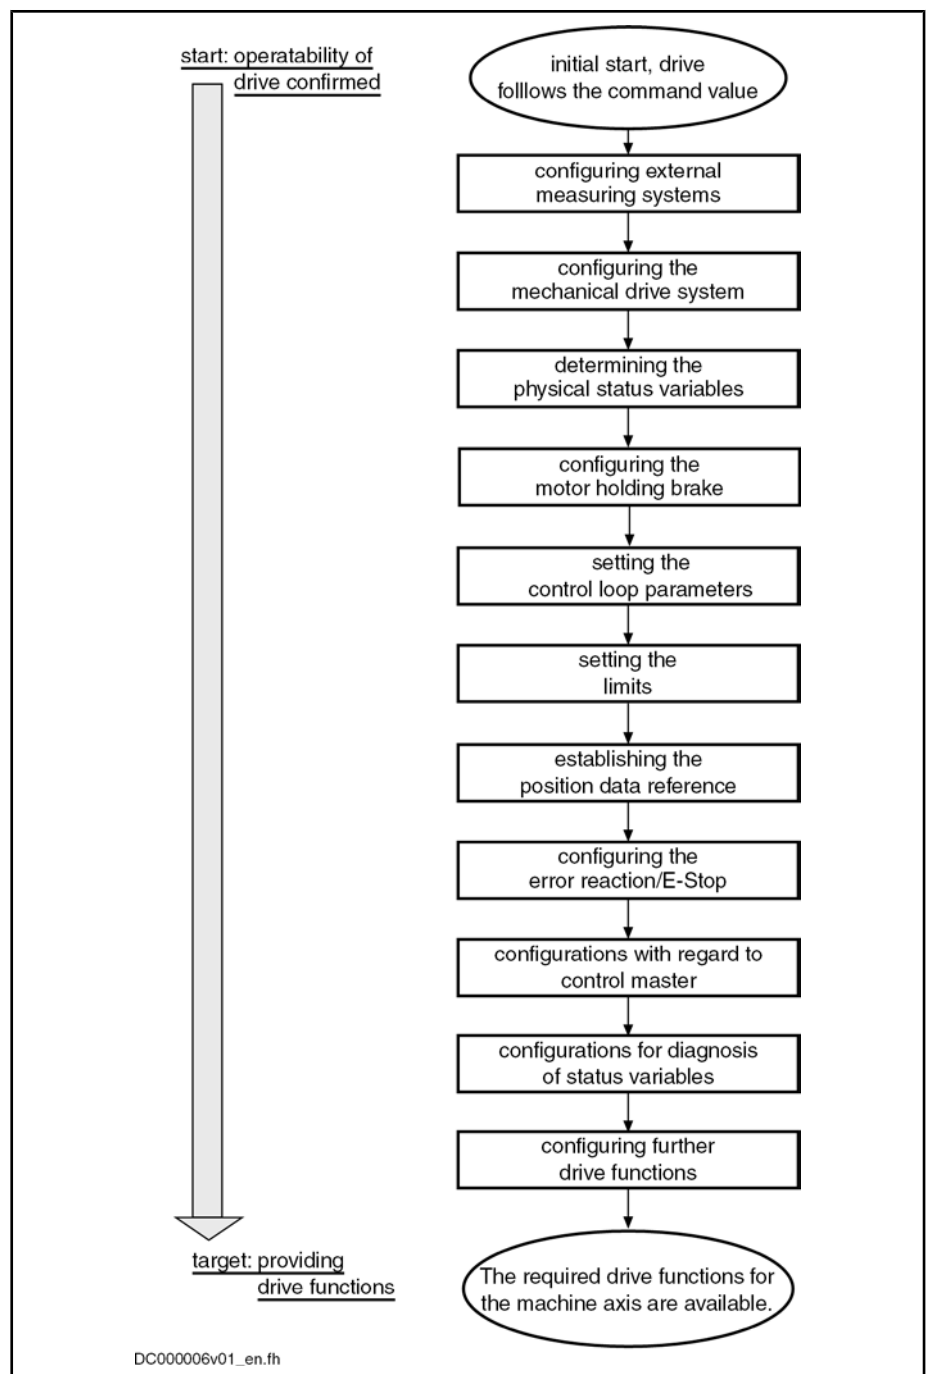 start: operatability of
drive confirmed
initial start, drive
folllows the command value
configuring external
measuring systems
configuring the
mechanical drive system
determining the
physical status variables
configuring the
motor holding brake
setting the
control loop parameters
setting the
limits
establishing the
position data reference
configuring the
error reaction/E-Stop
configurations with regard to
control master
configurations for diagnosis
of status variables
configuring further
drive functions
target: providing
drive functions
The required drive functions for
the machine axis are available.
DC000006v01_en.fh